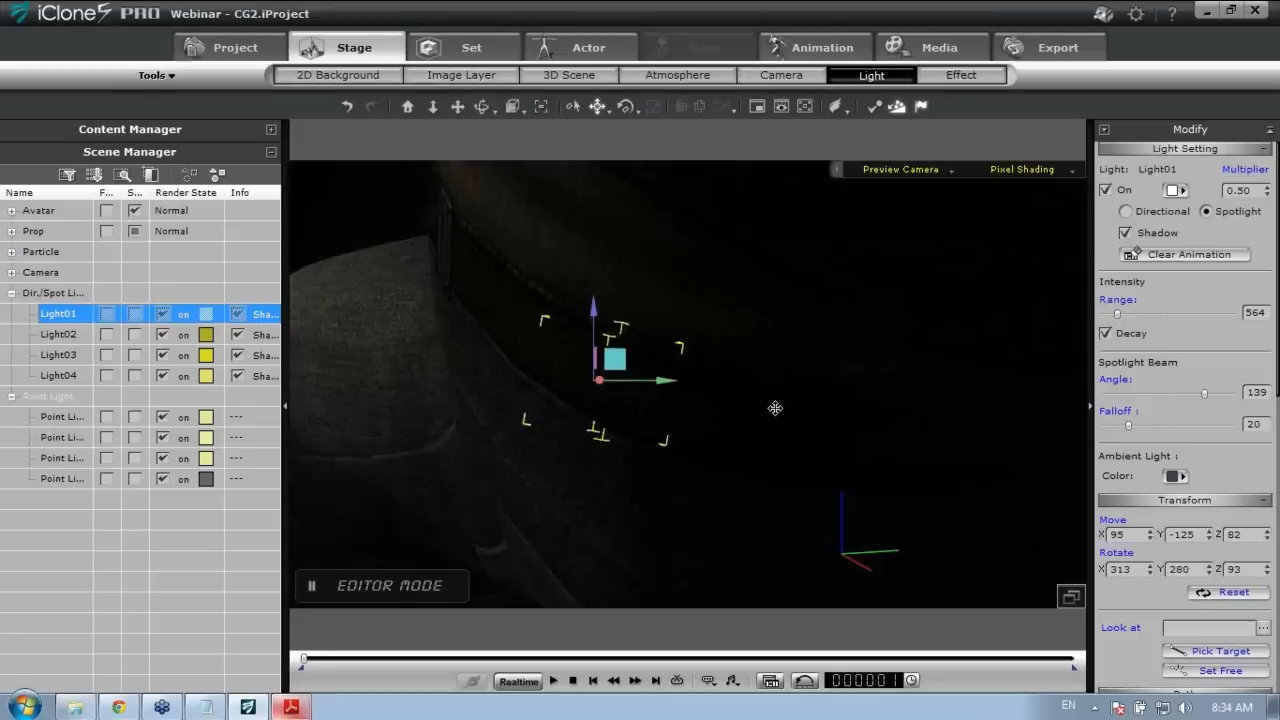 iClone5 PRO Webinar - CG2.iProject
Project Stage Set Actor Animation Media Export
Tools 2D Background Image Layer 3D Scene Atmosphere Camera Light Effect
Content Manager
Scene Manager
Name F... S... Render State Info
Avatar Normal
Prop Normal
Particle
Camera
Dir./Spot Li...
Light01 on Sha...
Light02 on Sha...
Light03 on Sha...
Light04 on Sha...
Point Light
Point Li... on ---
Point Li... on ---
Point Li... on ---
Point Li... on ---
Preview Camera Pixel Shading
EDITOR MODE
Realtime 000001
Modify
Light Setting
Light: Light01 Multiplier
On 0.50
Directional Spotlight
Shadow
Clear Animation
Intensity
Range: 564
Decay
Spotlight Beam
Angle: 139
Falloff : 20
Ambient Light :
Color:
Transform
Move
X 95 Y -125 Z 82
Rotate
X 313 Y 280 Z 93
Reset
Look at
Pick Target
Set Free
EN 8:34 AM